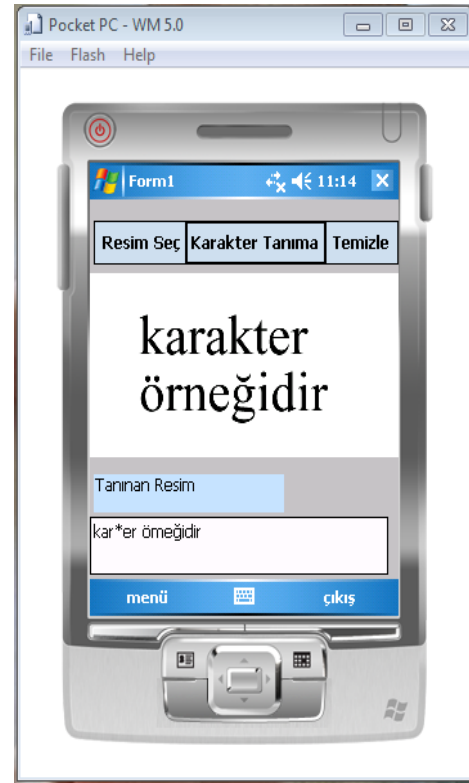 Pocket PC - WM 5.0
File Flash Help
Form1 11:14
Resim Seç Karakter Tanıma Temizle
karakter
örneğidir
Tanınan Resim
kar*er ömeğidir
menü çıkış